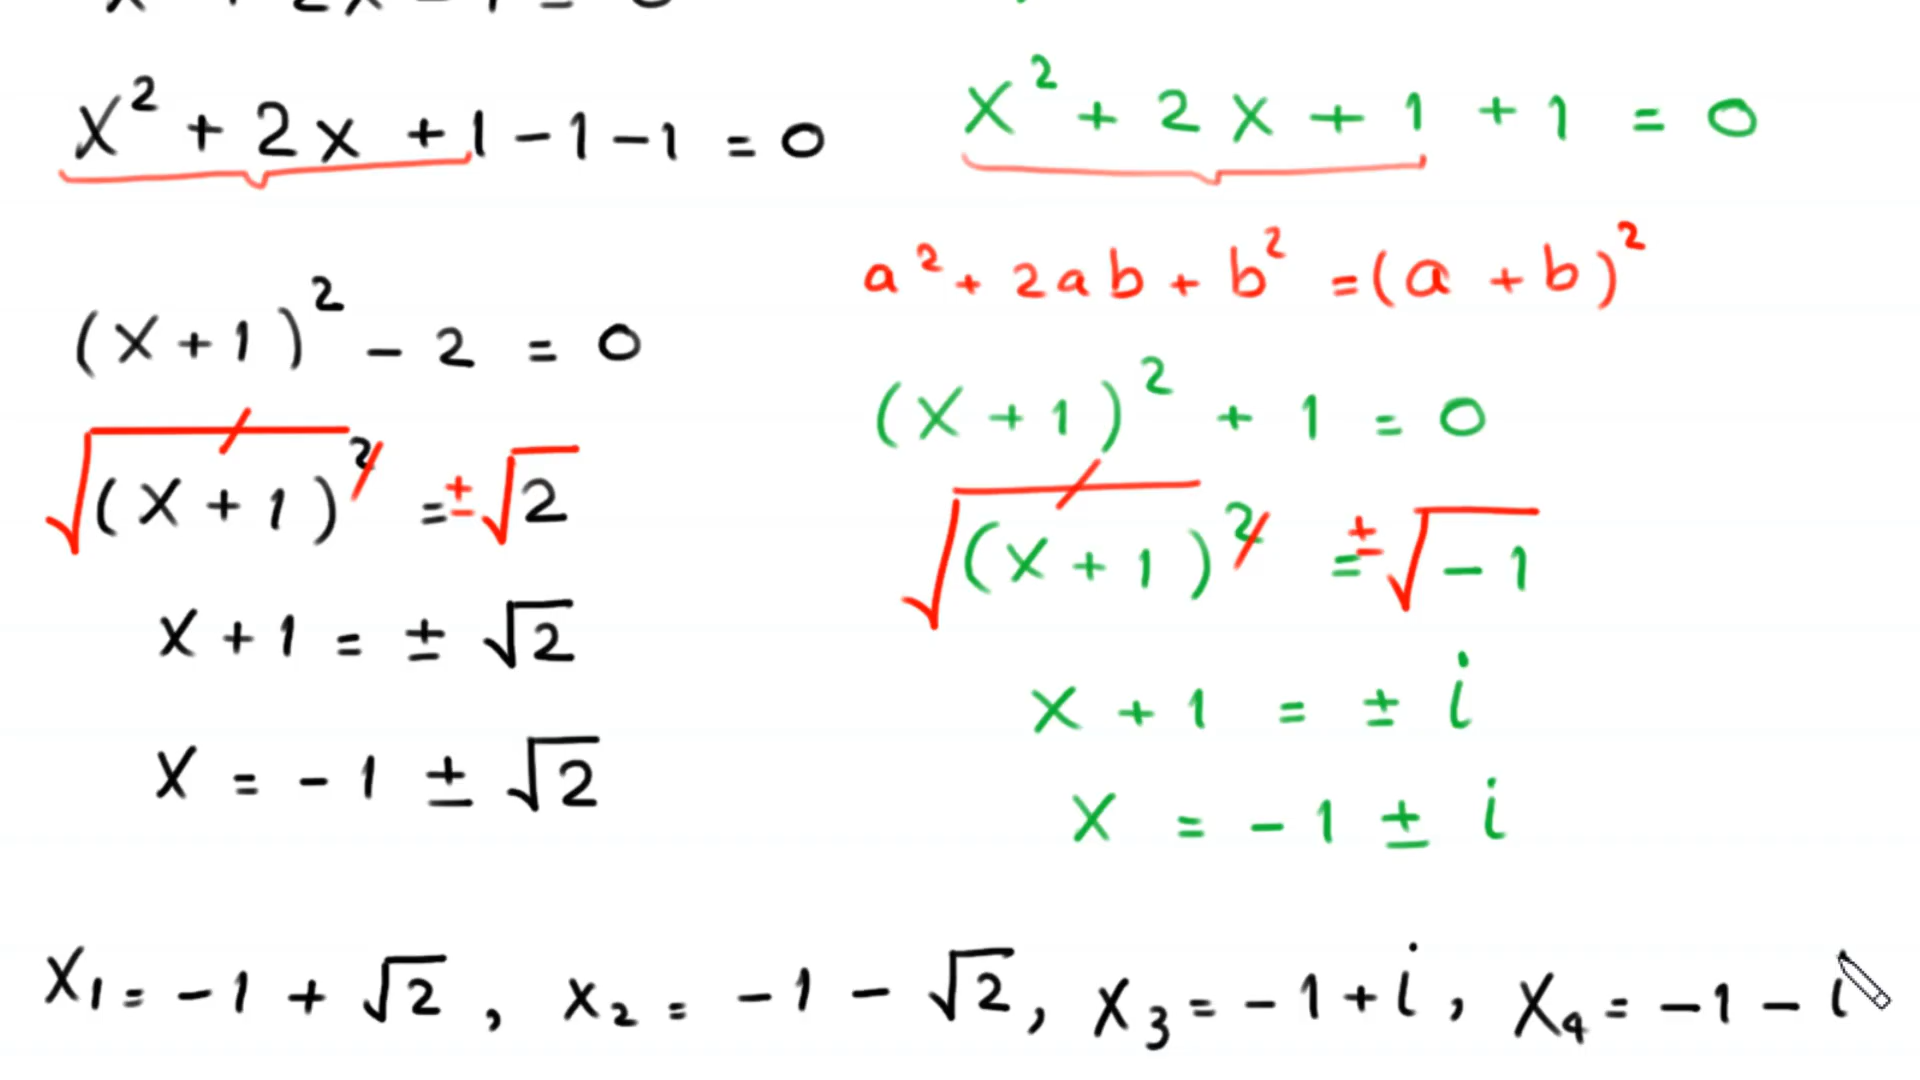 x² + 2x + 1 - 1 - 1 = 0
(x + 1)² - 2 = 0
√(x + 1)² = ± √2
x + 1 = ± √2
x = - 1 ± √2
x² + 2x + 1 + 1 = 0
a² + 2ab + b² = (a + b)²
(x + 1)² + 1 = 0
√(x + 1)² = ± √-1
x + 1 = ± i
x = - 1 ± i
x₁ = - 1 + √2 , x₂ = - 1 - √2 , x₃ = - 1 + i , x₄ = - 1 - i